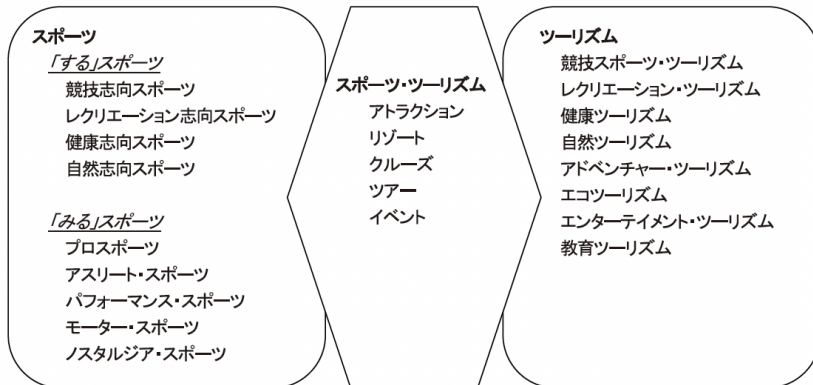 スポーツ
「する」スポーツ
競技志向スポーツ
レクリエーション志向スポーツ
健康志向スポーツ
自然志向スポーツ
「みる」スポーツ
プロスポーツ
アスリート・スポーツ
パフォーマンス・スポーツ
モーター・スポーツ
ノスタルジア・スポーツ
スポーツ・ツーリズム
アトラクション
リゾート
クルーズ
ツアー
イベント
ツーリズム
競技スポーツ・ツーリズム
レクリエーション・ツーリズム
健康ツーリズム
自然ツーリズム
アドベンチャー・ツーリズム
エコツーリズム
エンターテイメント・ツーリズム
教育ツーリズム